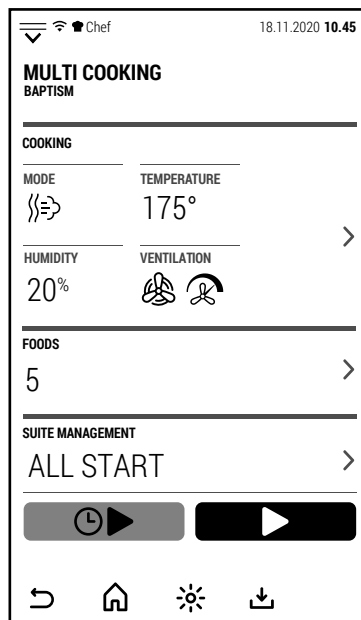 Chef 18.11.2020 10.45
MULTI COOKING
BAPTISM
COOKING
MODE TEMPERATURE
175°
HUMIDITY VENTILATION
20%
FOODS
5
SUITE MANAGEMENT
ALL START